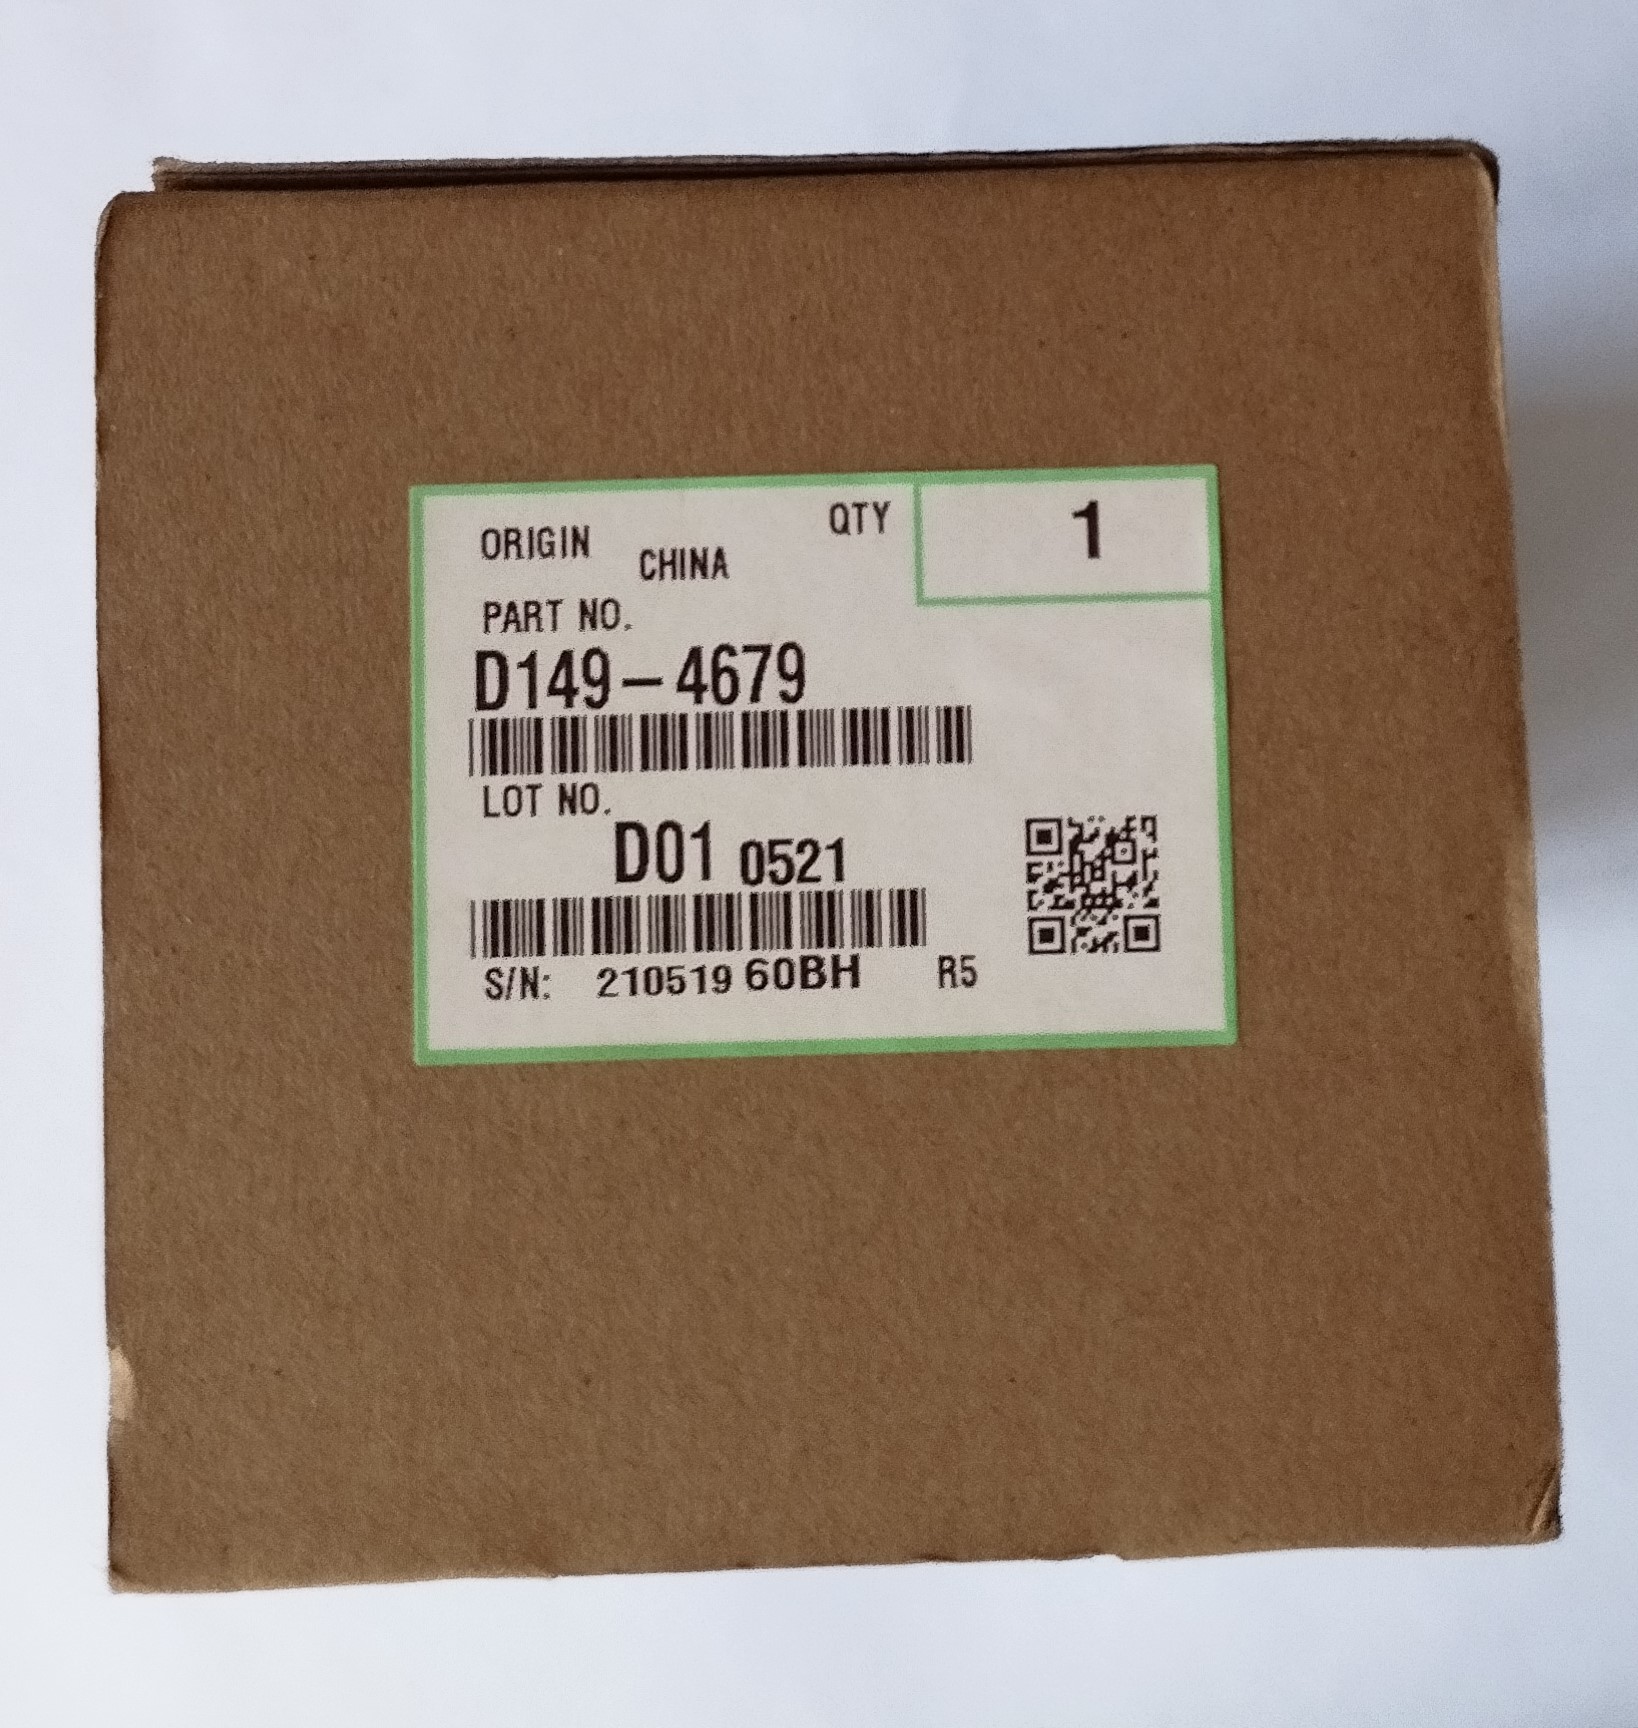 ORIGIN CHINA QTY 1
PART NO.
D149-4679
LOT NO.
D01 0521
S/N: 210519 60BH R5